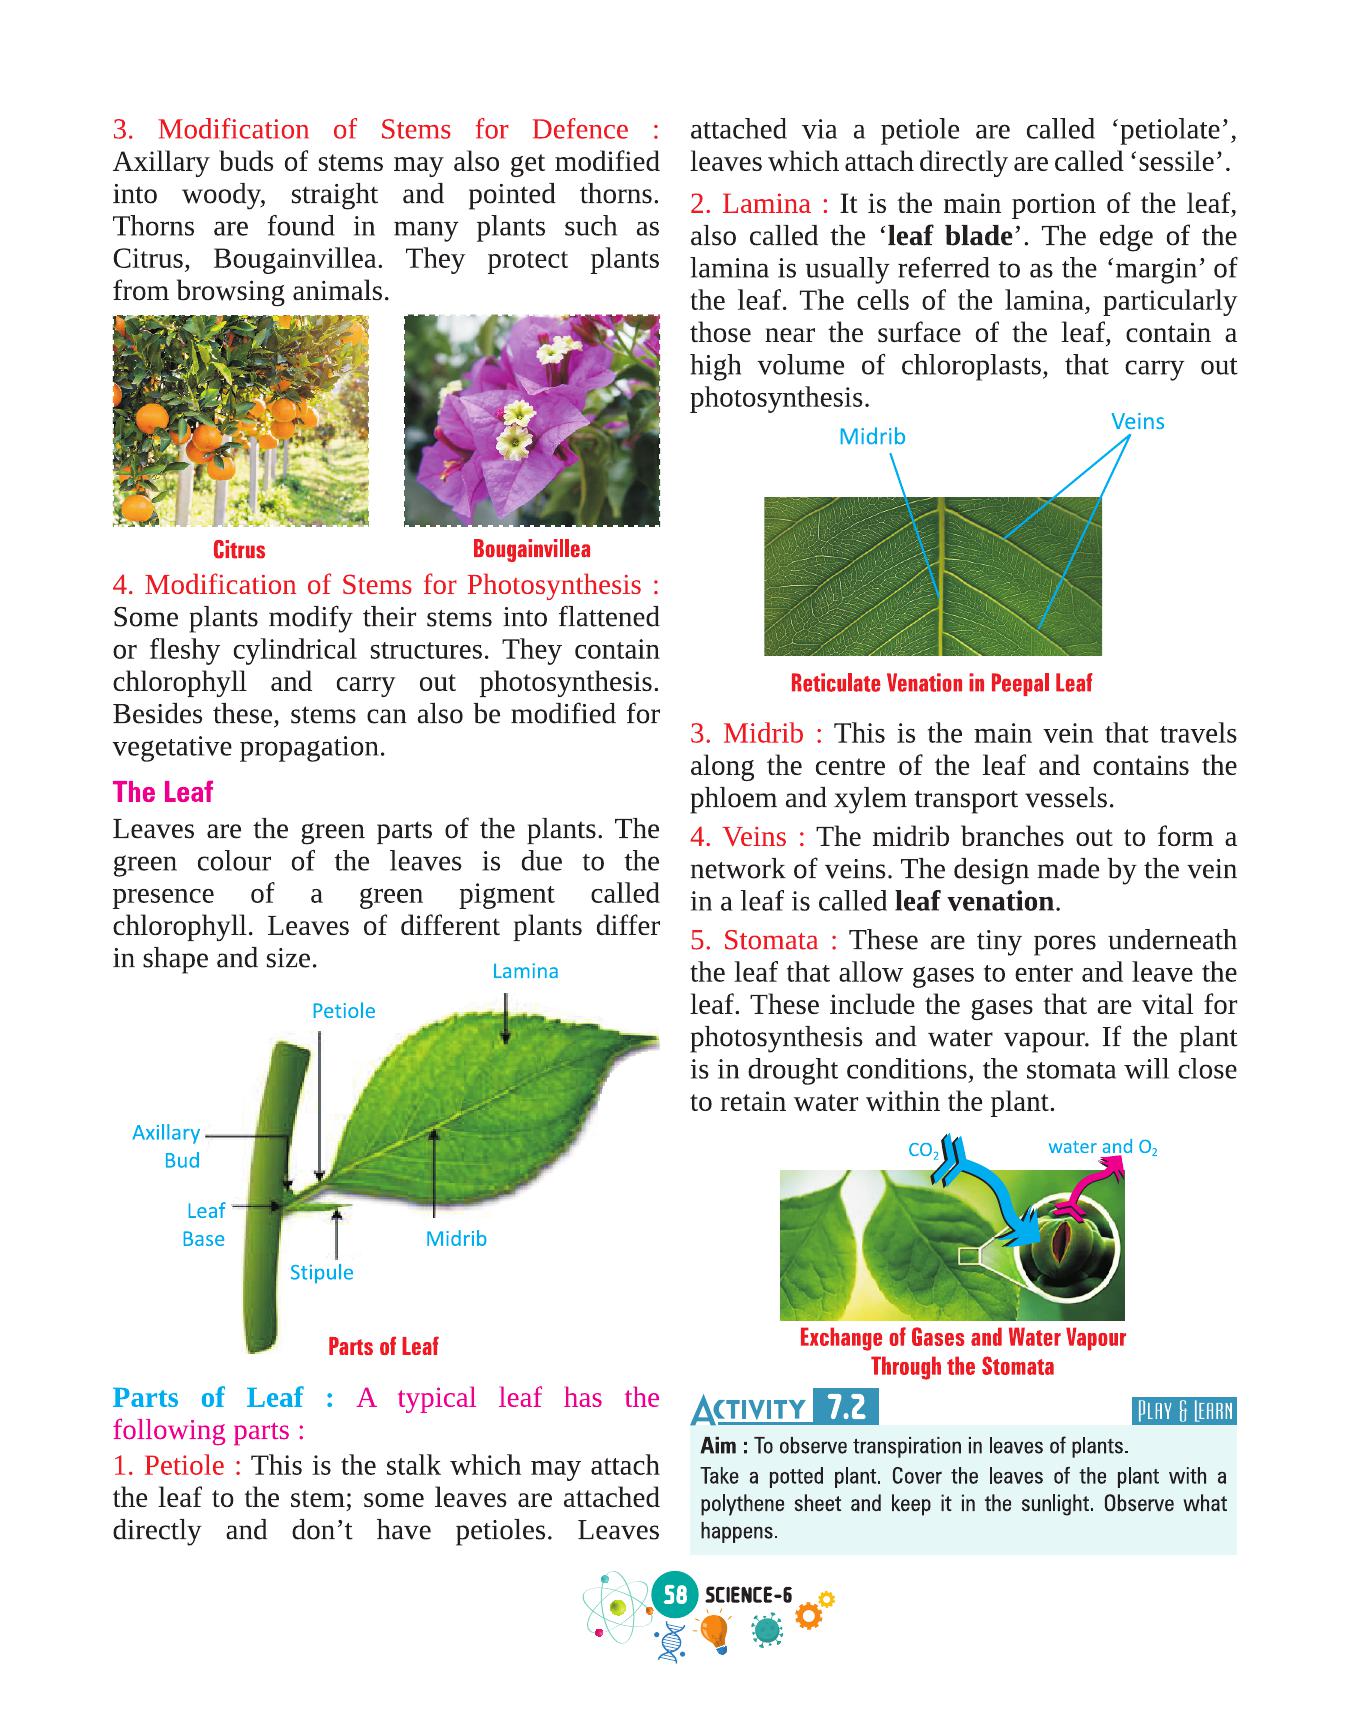 3. Modification of Stems for Defence :
Axillary buds of stems may also get modified
into woody, straight and pointed thorns.
Thorns are found in many plants such as
Citrus, Bougainvillea. They protect plants
from browsing animals.
Citrus
Bougainvillea
4. Modification of Stems for Photosynthesis :
Some plants modify their stems into flattened
or fleshy cylindrical structures. They contain
chlorophyll and carry out photosynthesis.
Besides these, stems can also be modified for
vegetative propagation.
The Leaf
Leaves are the green parts of the plants. The
green colour of the leaves is due to the
presence of a green pigment called
chlorophyll. Leaves of different plants differ
in shape and size.
Lamina
Petiole
Axillary
Bud
Leaf
Base
Midrib
Stipule
Parts of Leaf
Parts of Leaf : A typical leaf has the
following parts :
1. Petiole : This is the stalk which may attach
the leaf to the stem; some leaves are attached
directly and don’t have petioles. Leaves
attached via a petiole are called ‘petiolate’,
leaves which attach directly are called ‘sessile’.
2. Lamina : It is the main portion of the leaf,
also called the ‘leaf blade’. The edge of the
lamina is usually referred to as the ‘margin’ of
the leaf. The cells of the lamina, particularly
those near the surface of the leaf, contain a
high volume of chloroplasts, that carry out
photosynthesis.
Veins
Midrib
Reticulate Venation in Peepal Leaf
3. Midrib : This is the main vein that travels
along the centre of the leaf and contains the
phloem and xylem transport vessels.
4. Veins : The midrib branches out to form a
network of veins. The design made by the vein
in a leaf is called leaf venation.
5. Stomata : These are tiny pores underneath
the leaf that allow gases to enter and leave the
leaf. These include the gases that are vital for
photosynthesis and water vapour. If the plant
is in drought conditions, the stomata will close
to retain water within the plant.
CO₂
water and O₂
Exchange of Gases and Water Vapour
Through the Stomata
ACTIVITY 7.2
PLAY & LEARN
Aim : To observe transpiration in leaves of plants.
Take a potted plant. Cover the leaves of the plant with a
polythene sheet and keep it in the sunlight. Observe what
happens.
58 SCIENCE-6